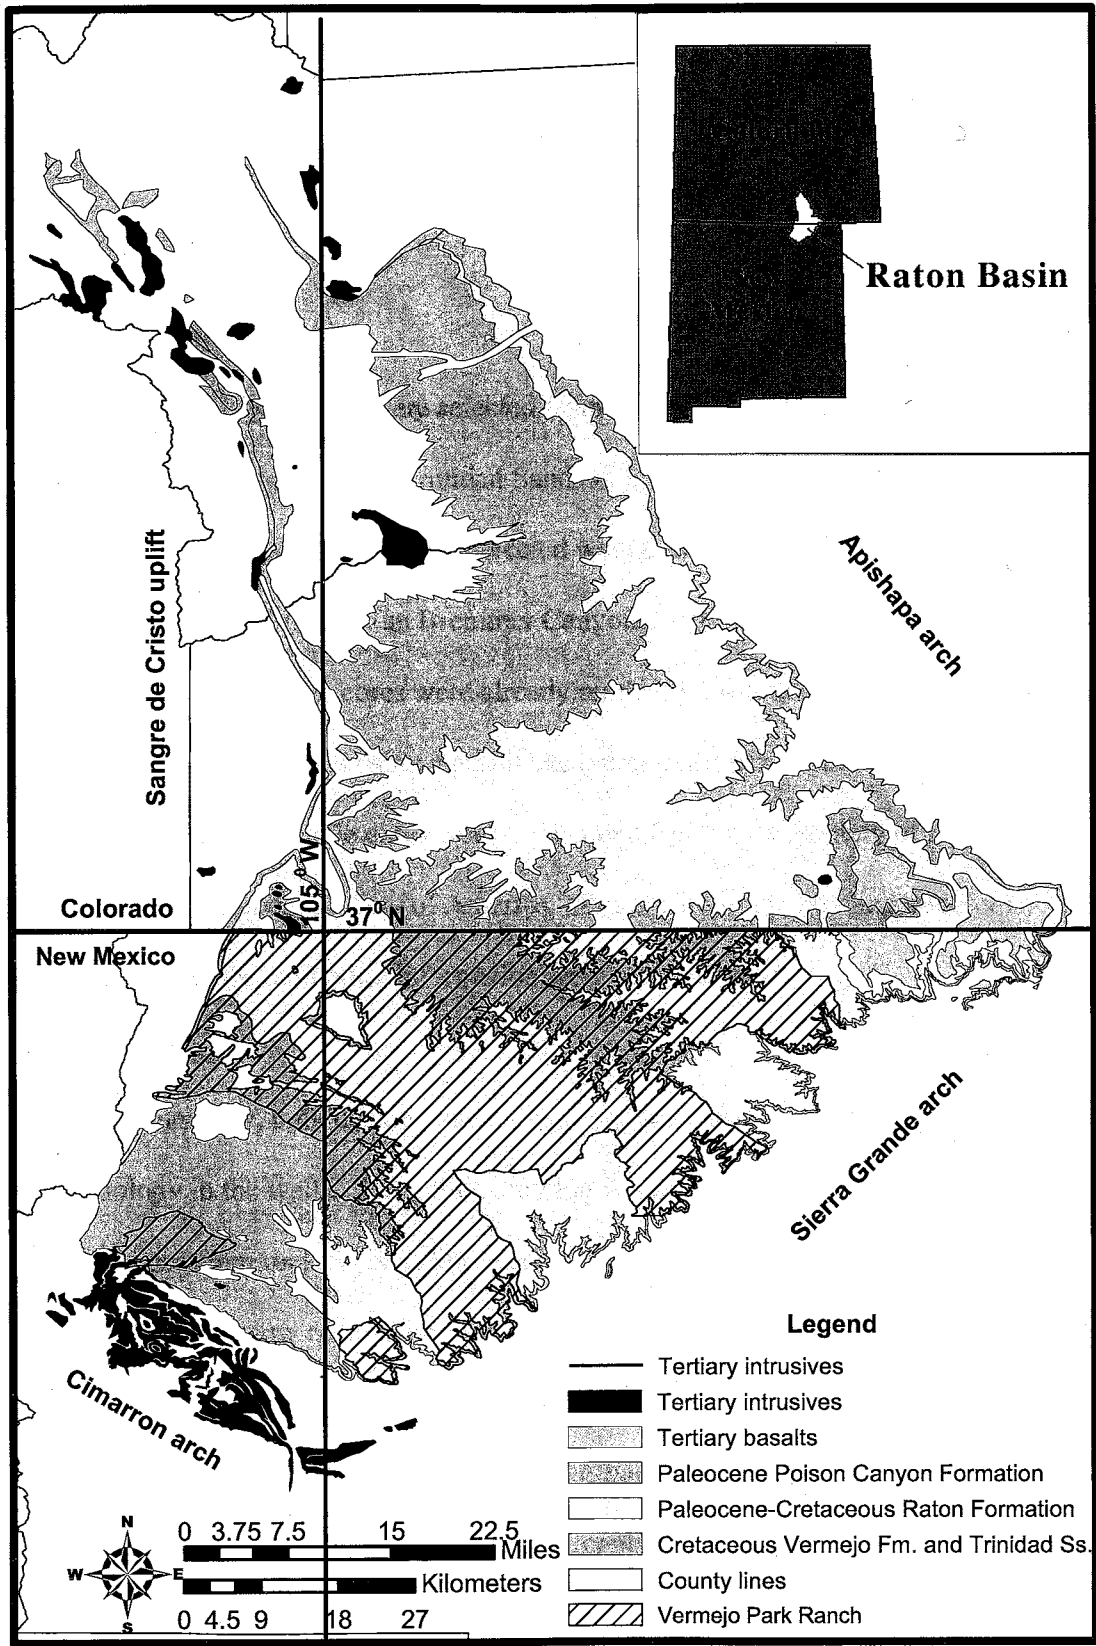 Raton Basin
Apishapa arch
Sangre de Cristo uplift
105° W
Colorado
37° N
New Mexico
Sierra Grande arch
Cimarron arch
Legend
Tertiary intrusives
Tertiary intrusives
Tertiary basalts
Paleocene Poison Canyon Formation
Paleocene-Cretaceous Raton Formation
Cretaceous Vermejo Fm. and Trinidad Ss.
County lines
Vermejo Park Ranch
N
W
E
S
0 3.75 7.5 15 22.5
Miles
Kilometers
0 4.5 9 18 27